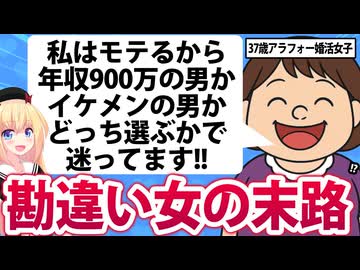 37歳アラフォー婚活女子
私はモテるから
年収900万の男か
イケメンの男か
どっち選ぶかで
迷ってます!!
!?
勘違い女の末路